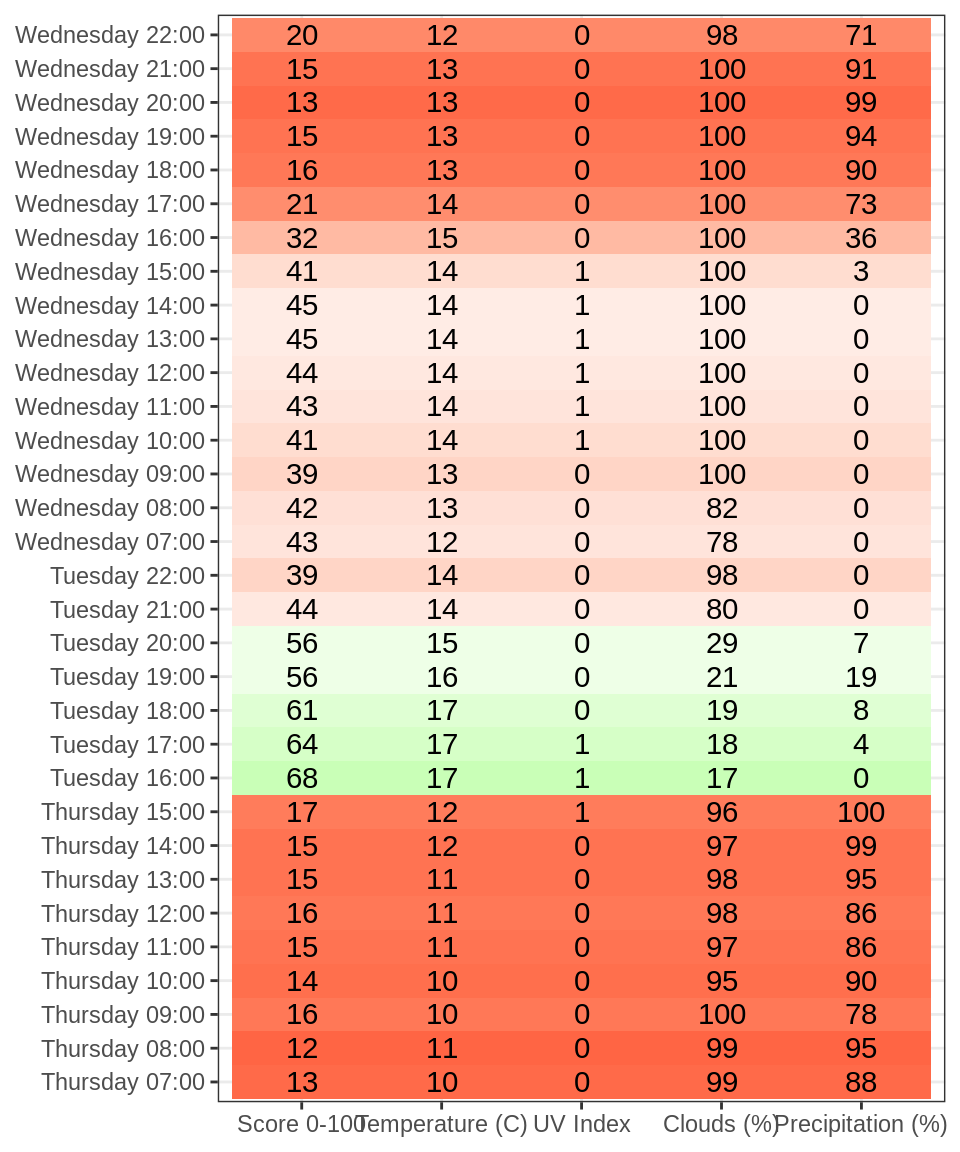 Wednesday 22:00 20 12 0 98 71
Wednesday 21:00 15 13 0 100 91
Wednesday 20:00 13 13 0 100 99
Wednesday 19:00 15 13 0 100 94
Wednesday 18:00 16 13 0 100 90
Wednesday 17:00 21 14 0 100 73
Wednesday 16:00 32 15 0 100 36
Wednesday 15:00 41 14 1 100 3
Wednesday 14:00 45 14 1 100 0
Wednesday 13:00 45 14 1 100 0
Wednesday 12:00 44 14 1 100 0
Wednesday 11:00 43 14 1 100 0
Wednesday 10:00 41 14 1 100 0
Wednesday 09:00 39 13 0 100 0
Wednesday 08:00 42 13 0 82 0
Wednesday 07:00 43 12 0 78 0
Tuesday 22:00 39 14 0 98 0
Tuesday 21:00 44 14 0 80 0
Tuesday 20:00 56 15 0 29 7
Tuesday 19:00 56 16 0 21 19
Tuesday 18:00 61 17 0 19 8
Tuesday 17:00 64 17 1 18 4
Tuesday 16:00 68 17 1 17 0
Thursday 15:00 17 12 1 96 100
Thursday 14:00 15 12 0 97 99
Thursday 13:00 15 11 0 98 95
Thursday 12:00 16 11 0 98 86
Thursday 11:00 15 11 0 97 86
Thursday 10:00 14 10 0 95 90
Thursday 09:00 16 10 0 100 78
Thursday 08:00 12 11 0 99 95
Thursday 07:00 13 10 0 99 88
Score 0-100 Temperature (C) UV Index Clouds (%) Precipitation (%)